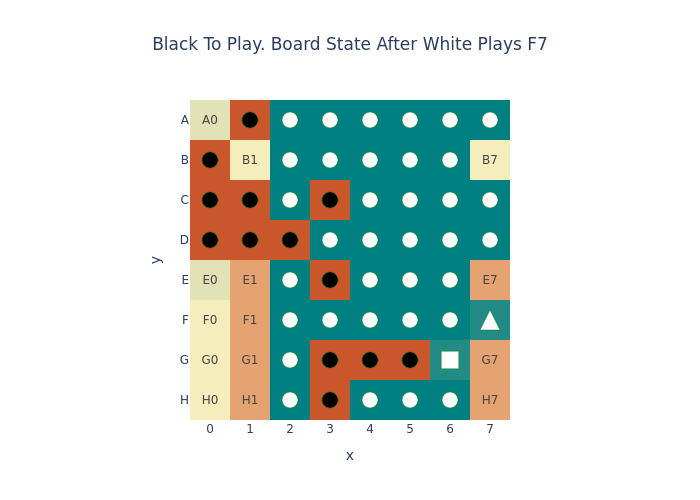 Black To Play. Board State After White Plays F7
A A0
B B1 B7
C
D
E E0 E1 E7
F F0 F1
G G0 G1 G7
H H0 H1 H7
0 1 2 3 4 5 6 7
x
y